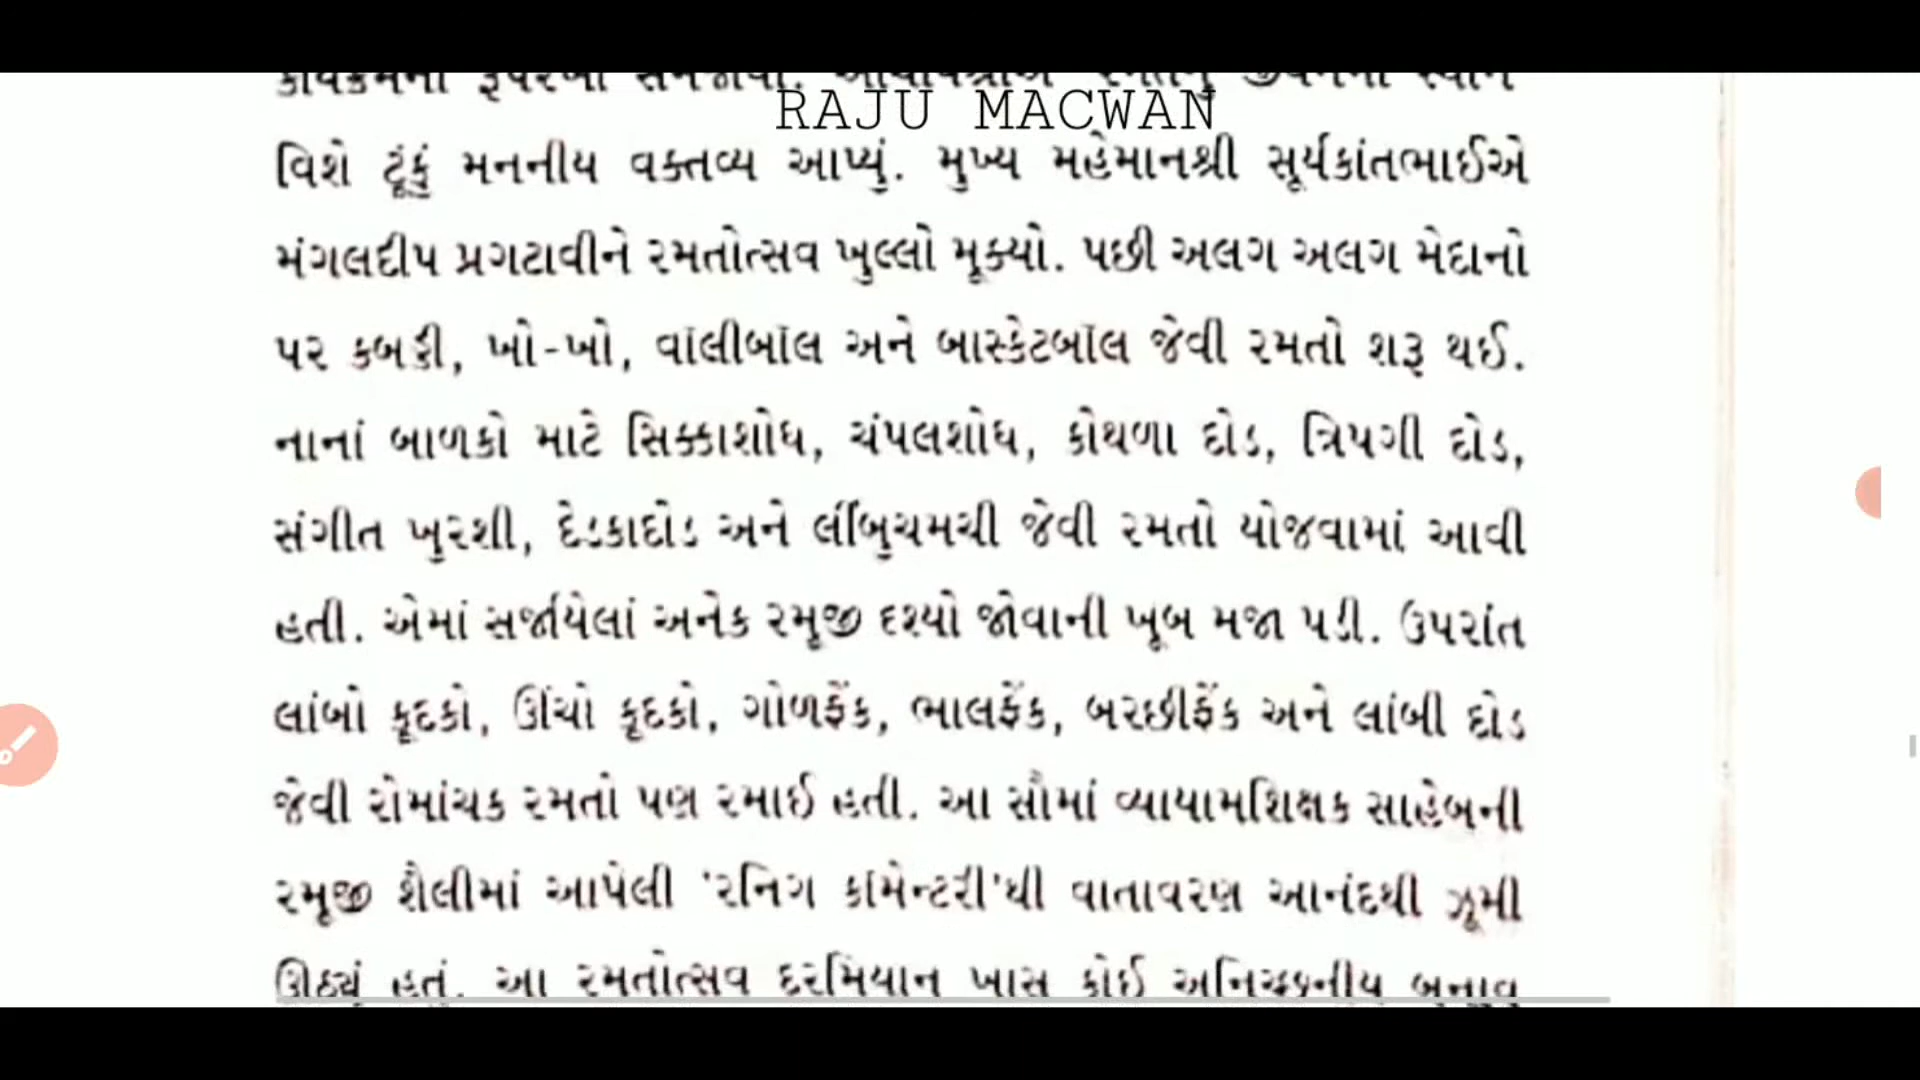 RAJU MACWAN
વિશે ટૂંકું મનનીય વક્તવ્ય આપ્યું. મુખ્ય મહેમાનશ્રી સૂર્યકાંતભાઈએ
મંગલદીપ પ્રગટાવીને રમતોત્સવ ખુલ્લો મૂક્યો. પછી અલગ અલગ મેદાનો
પર કબડ્ડી, ખો-ખો, વૉલીબૉલ અને બાસ્કેટબૉલ જેવી રમતો શરૂ થઈ.
નાનાં બાળકો માટે સિક્કાશોધ, ચંપલશોધ, કોથળા દોડ, ત્રિપગી દોડ,
સંગીત ખુરશી, દેડકાદોડ અને લીંબુચમચી જેવી રમતો યોજવામાં આવી
હતી. એમાં સર્જાયેલાં અનેક રમૂજી દશ્યો જોવાની ખૂબ મજા પડી. ઉપરાંત
લાંબો કૂદકો, ઊંચો કૂદકો, ગોળફેંક, ભાલફેંક, બરછીફેંક અને લાંબી દોડ
જેવી રોમાંચક રમતો પણ રમાઈ હતી. આ સૌમાં વ્યાયામશિક્ષક સાહેબની
રમૂજી શૈલીમાં આપેલી 'રનિંગ કૉમેન્ટરી'થી વાતાવરણ આનંદથી ઝૂમી
ઊઠ્યું હતું. આ રમતોત્સવ દરમિયાન ખાસ કોઈ અનિચ્છનીય બનાવ